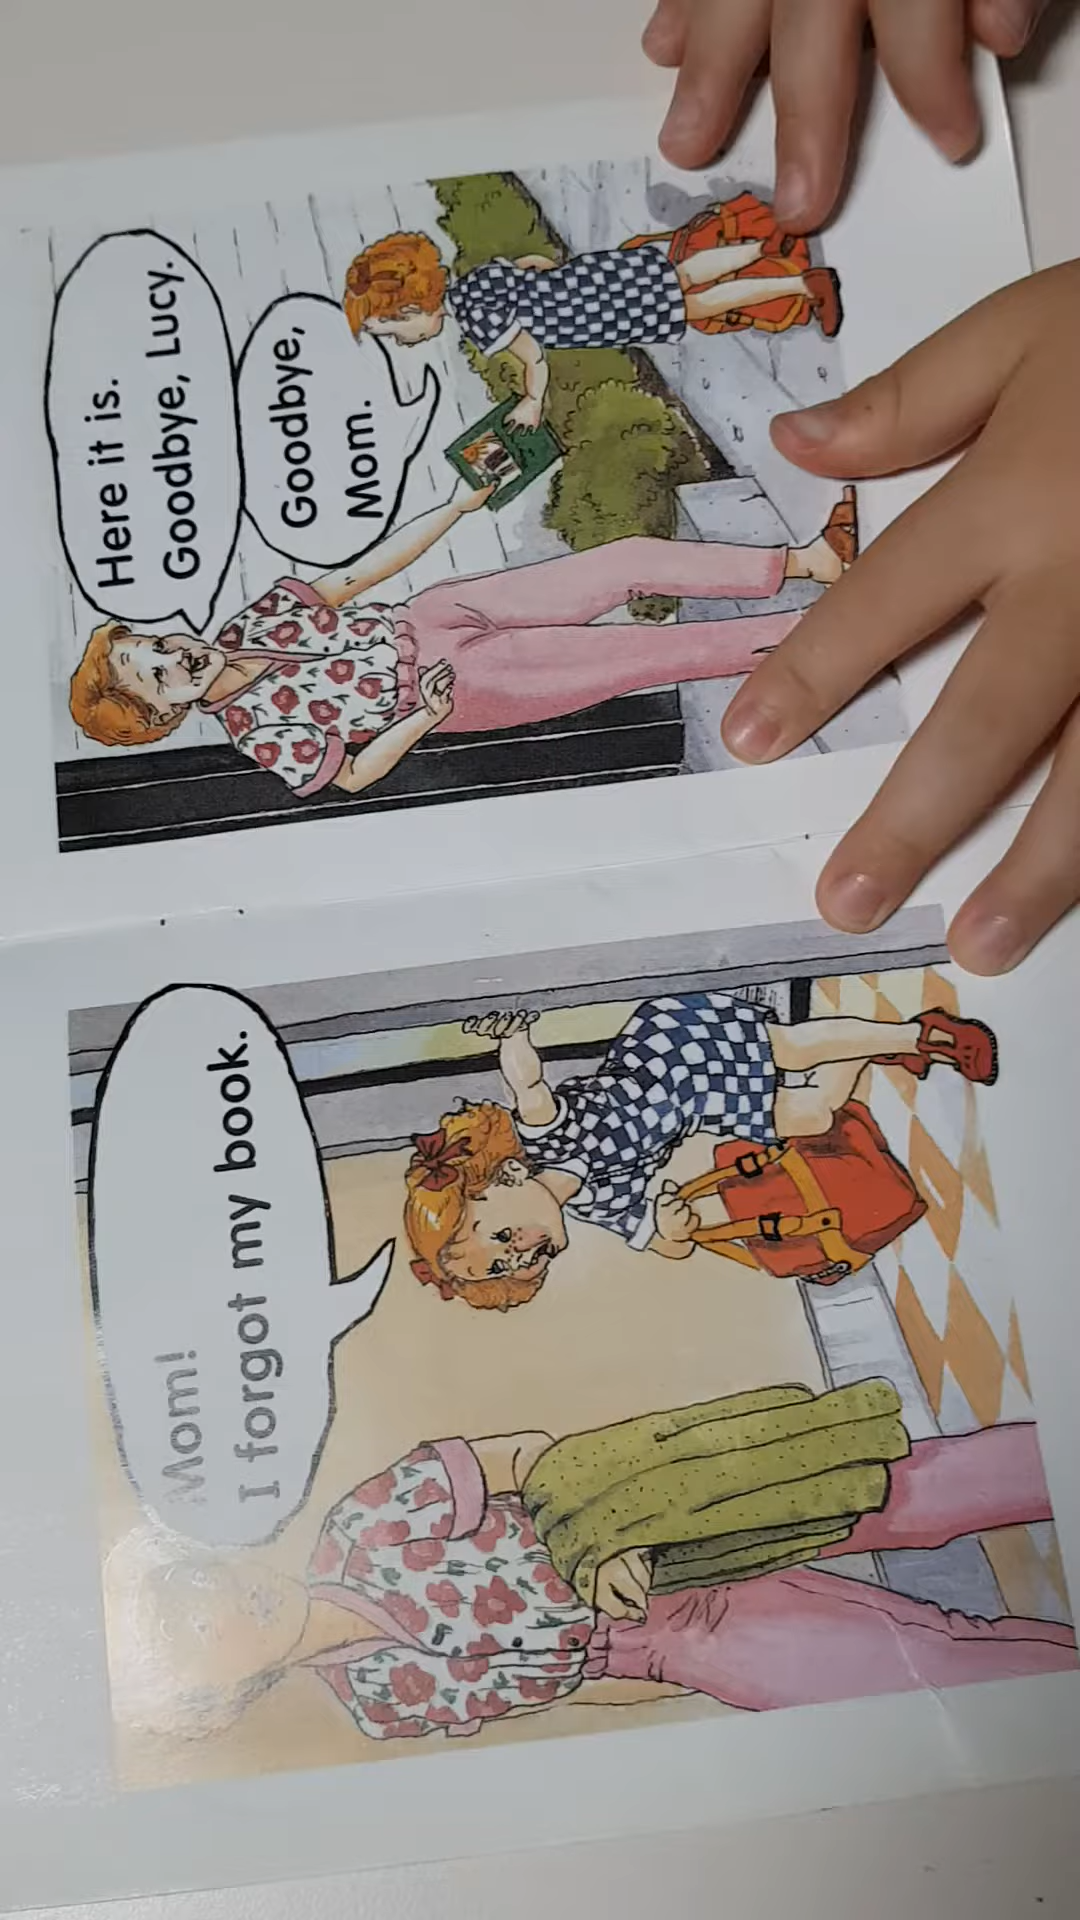 Mom!
I forgot my book.
Here it is.
Goodbye, Lucy.
Goodbye,
Mom.